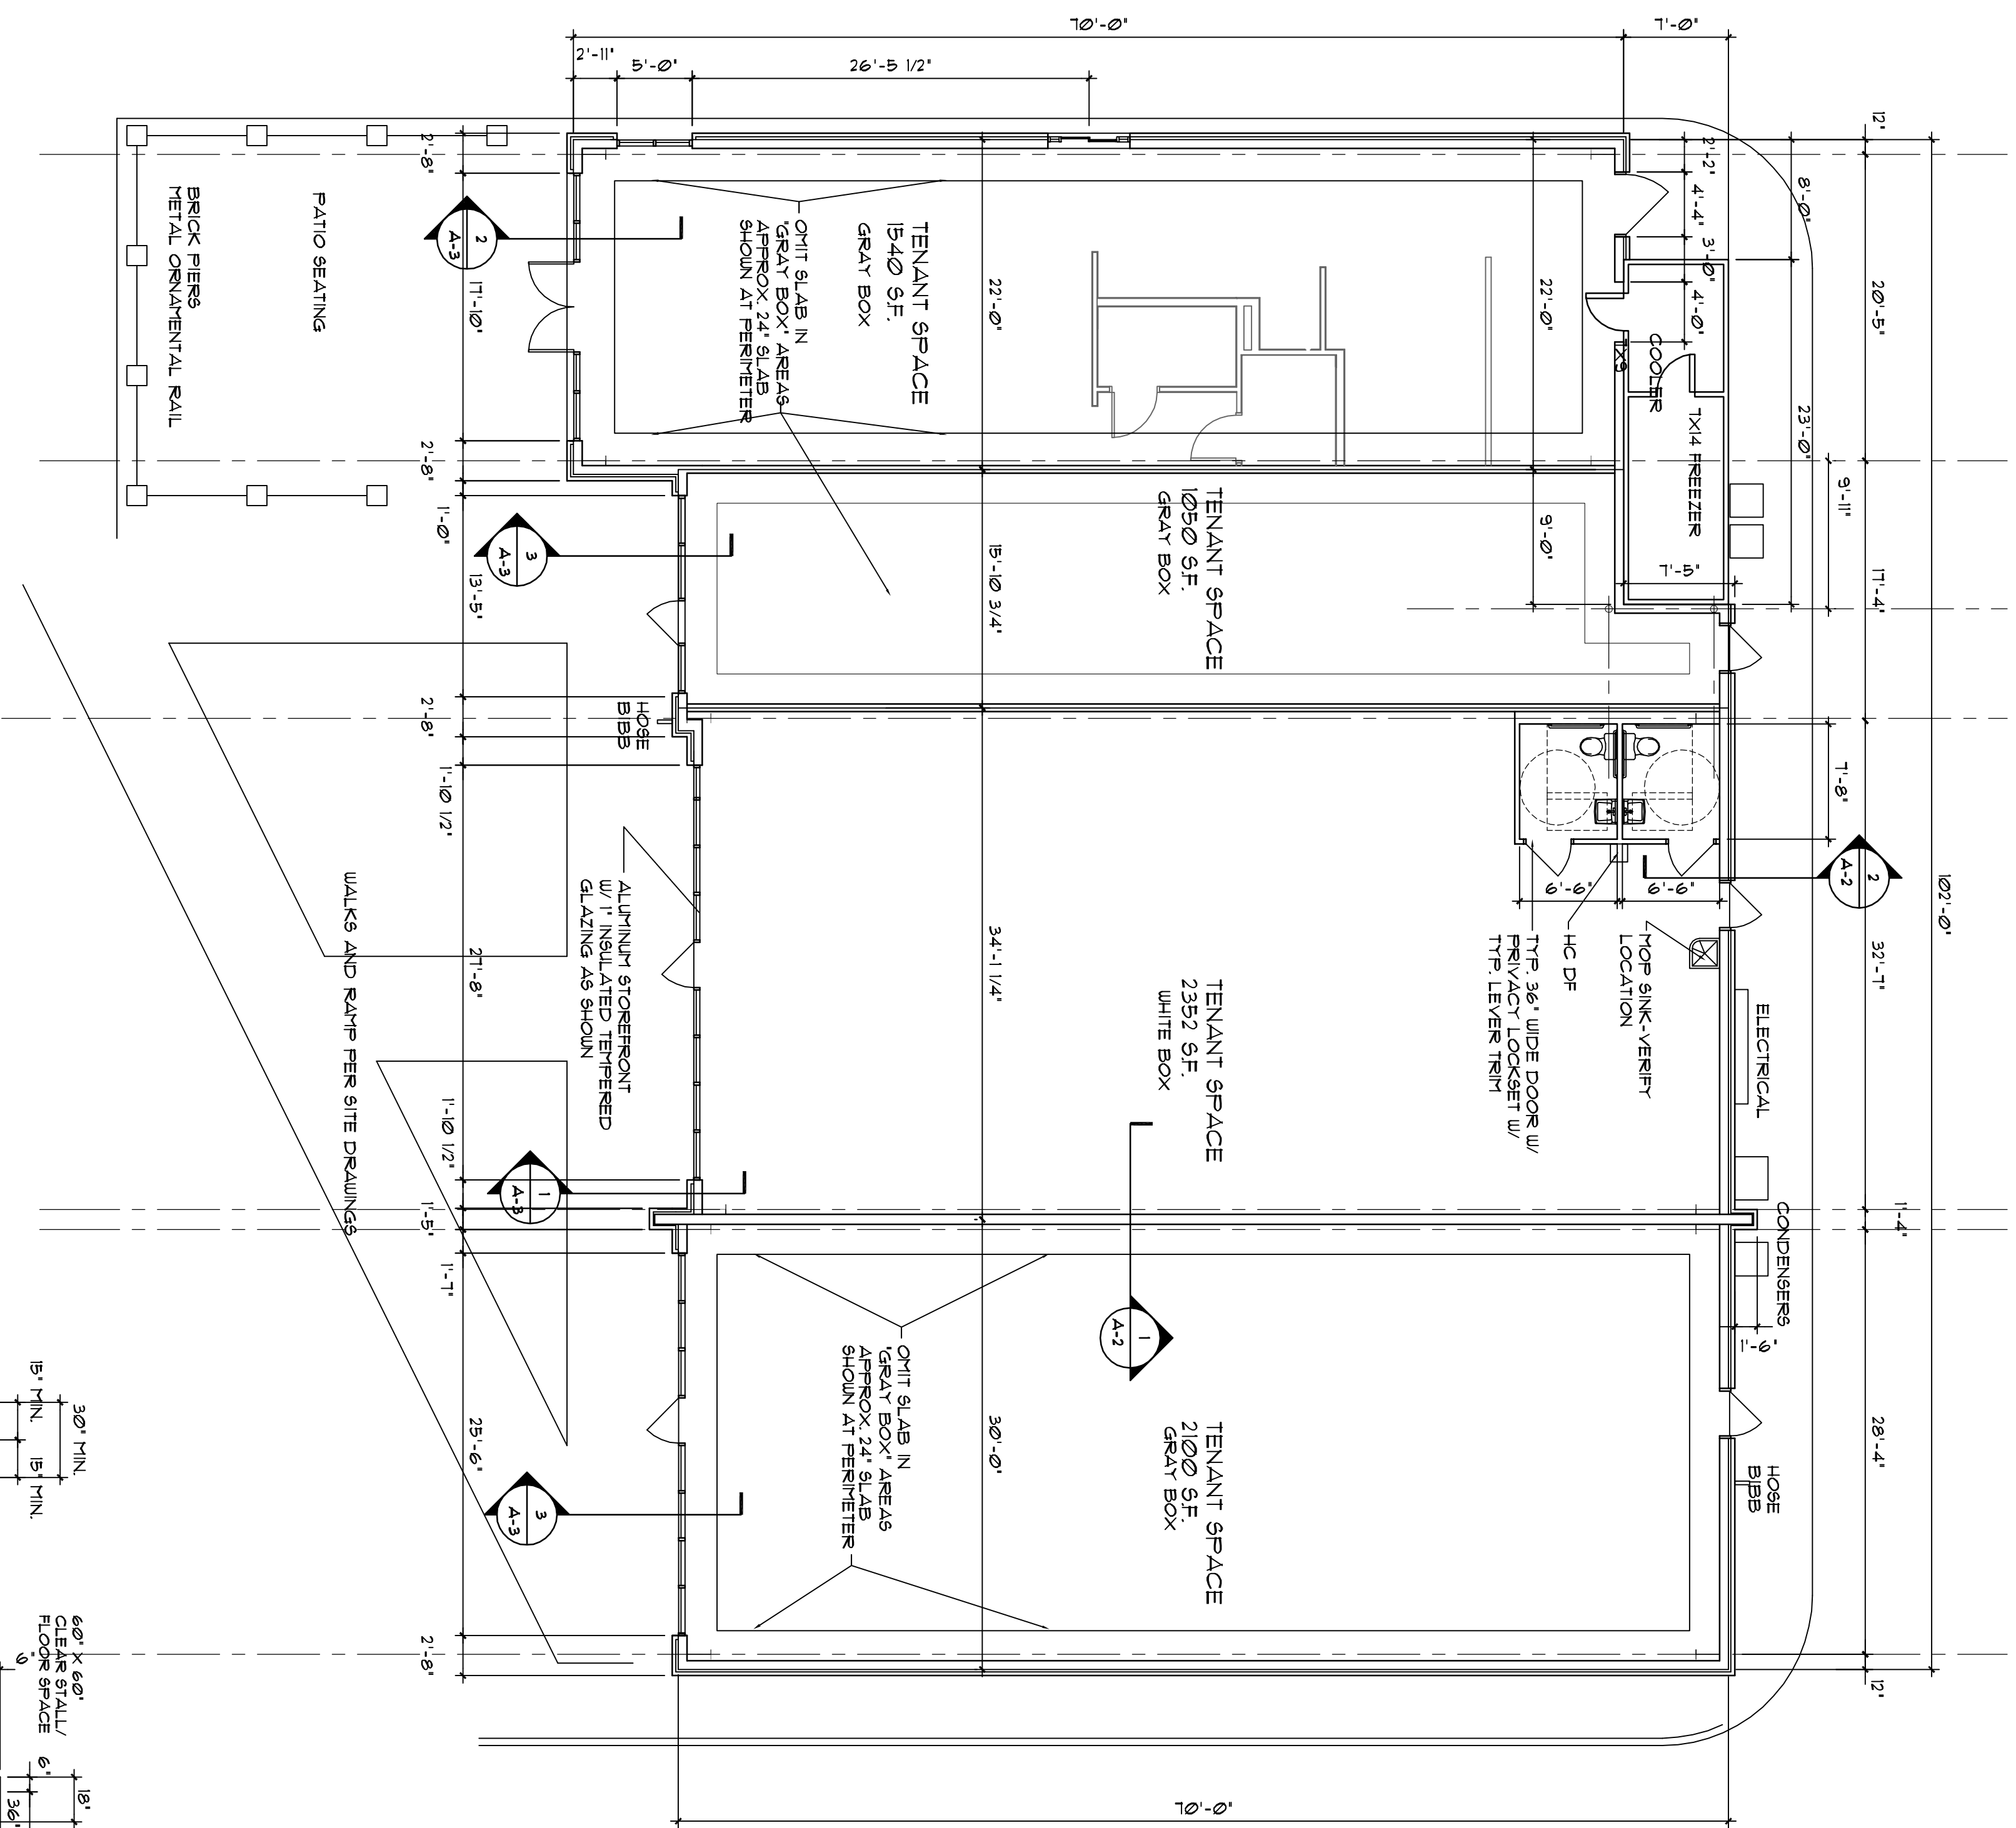 70'-0"
7'-0"
2'-11"
5'-0"
26'-5 1/2"
12"
20'-5"
17'-4"
32'-7"
1'-4"
28'-4"
12"
102'-0"
8'-0"
23'-0"
9'-11"
7'-8"
2'-2"
4'-4"
3'-0"
4'-0"
22'-0"
9'-0"
7'-5"
COOLER
7X14 FREEZER
TENANT SPACE
1540 S.F.
GRAY BOX
OMIT SLAB IN
"GRAY BOX" AREAS
APPROX. 24" SLAB
SHOWN AT PERIMETER
22'-0"
15'-10 3/4"
34'-1 1/4"
30'-0"
TENANT SPACE
1050 S.F.
GRAY BOX
TENANT SPACE
2352 S.F.
WHITE BOX
TENANT SPACE
2100 S.F.
GRAY BOX
OMIT SLAB IN
"GRAY BOX" AREAS
APPROX. 24" SLAB
SHOWN AT PERIMETER
6'-6"
6'-6"
MOP SINK-VERIFY
LOCATION
HC DF
TYP. 36" WIDE DOOR W/
PRIVACY LOCKSET W/
TYP. LEVER TRIM
ELECTRICAL
CONDENSERS
1'-6"
HOSE
BIBB
2
A-2
1
A-2
2
A-3
3
A-3
1
A-3
3
A-3
HOSE
BIBB
ALUMINUM STOREFRONT
W/ 1" INSULATED TEMPERED
GLAZING AS SHOWN
2'-8"
17'-10"
2'-8"
1'-0"
13'-5"
2'-8"
1'-10 1/2"
27'-8"
1'-10 1/2"
1'-5"
1'-7"
25'-6"
2'-8"
PATIO SEATING
BRICK PIERS
METAL ORNAMENTAL RAIL
WALKS AND RAMP PER SITE DRAWINGS
70'-0"
30" MIN.
15" MIN.
15" MIN.
60" X 60"
CLEAR STALL/
FLOOR SPACE
6"
6"
18"
36"